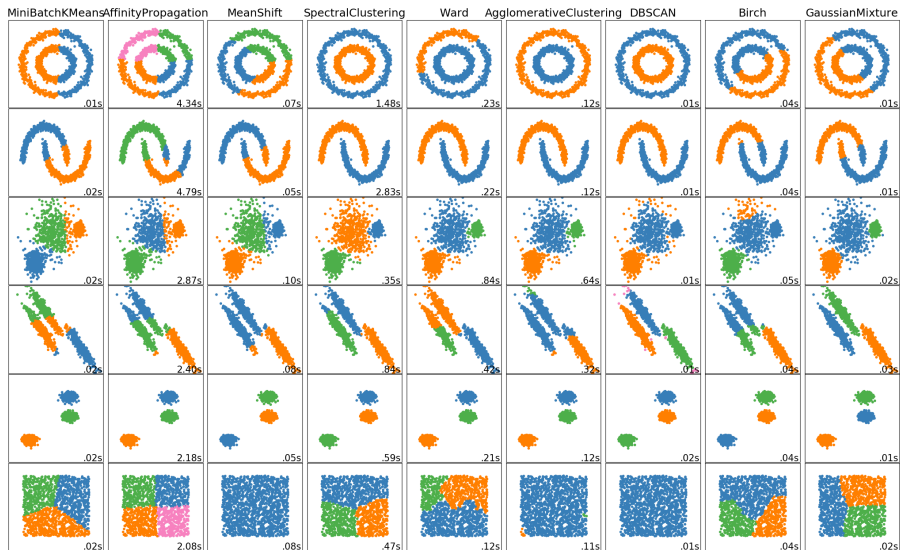 MiniBatchKMeans AffinityPropagation MeanShift SpectralClustering Ward AgglomerativeClustering DBSCAN Birch GaussianMixture
.01s 4.34s .07s 1.48s .23s .12s .01s .04s .01s
.02s 4.79s .05s 2.83s .22s .12s .01s .04s .01s
.02s 2.87s .10s .35s .84s .64s .01s .05s .02s
.02s 2.40s .08s .84s .42s .32s .01s .04s .03s
.02s 2.18s .05s .59s .21s .12s .02s .04s .01s
.02s 2.08s .08s .47s .12s .11s .01s .04s .02s